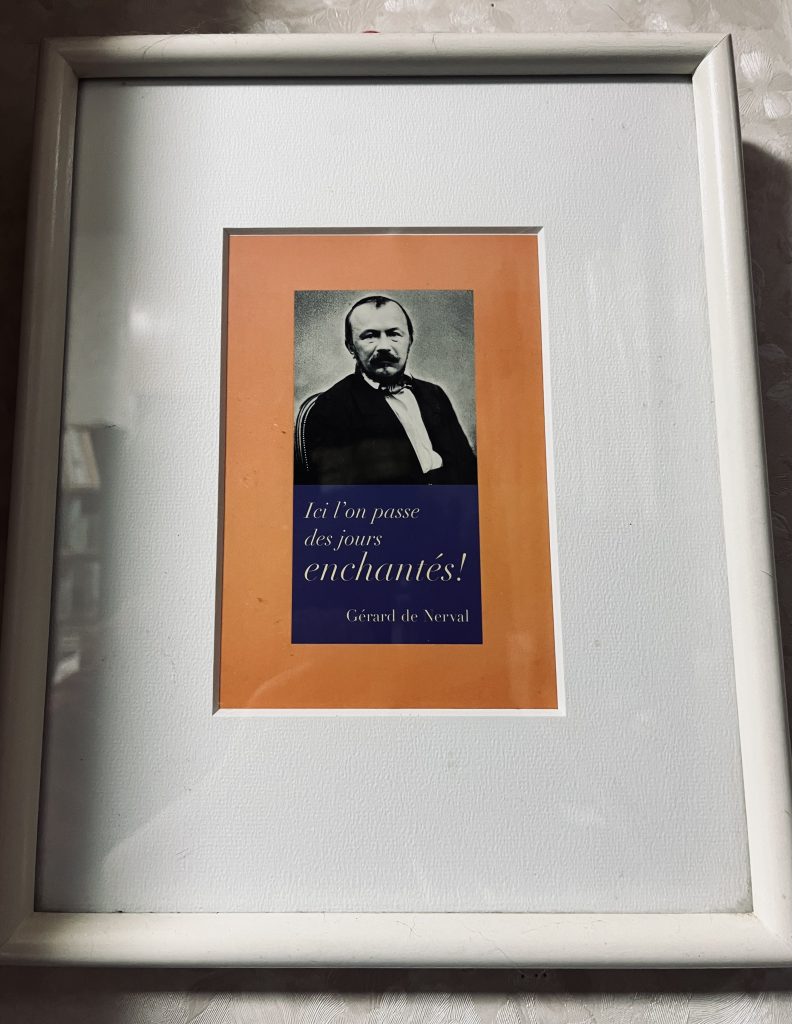 Ici l'on passe
des jours
enchantés!
Gérard de Nerval